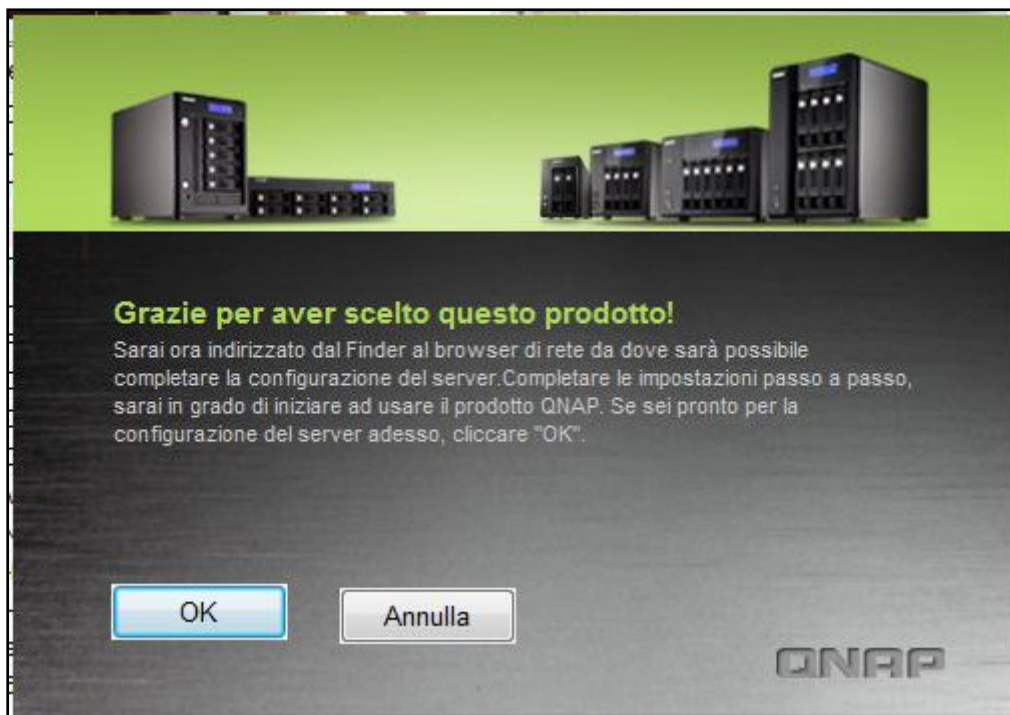 Grazie per aver scelto questo prodotto!
Sarai ora indirizzato dal Finder al browser di rete da dove sarà possibile
completare la configurazione del server.Completare le impostazioni passo a passo,
sarai in grado di iniziare ad usare il prodotto QNAP. Se sei pronto per la
configurazione del server adesso, cliccare "OK".
OK
Annulla
QNAP